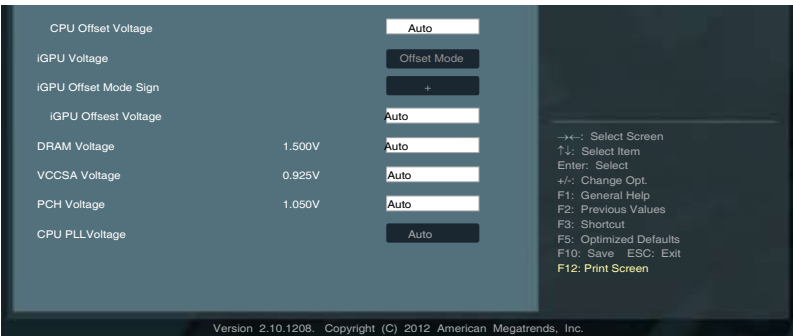 CPU Offset Voltage Auto
iGPU Voltage Offset Mode
iGPU Offset Mode Sign +
iGPU Offsest Voltage Auto
DRAM Voltage 1.500V Auto
VCCSA Voltage 0.925V Auto
PCH Voltage 1.050V Auto
CPU PLLVoltage Auto
→←: Select Screen
↑↓: Select Item
Enter: Select
+/-: Change Opt.
F1: General Help
F2: Previous Values
F3: Shortcut
F5: Optimized Defaults
F10: Save ESC: Exit
F12: Print Screen
Version 2.10.1208. Copyright (C) 2012 American Megatrends, Inc.